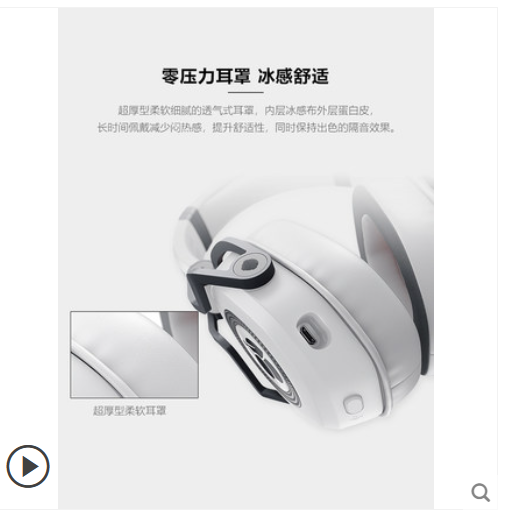 零压力耳罩 冰感舒适
超厚型柔软细腻的透气式耳罩，内层冰感布外层蛋白皮，
长时间佩戴减少闷热感，提升舒适性，同时保持出色的隔音效果。
超厚型柔软耳罩